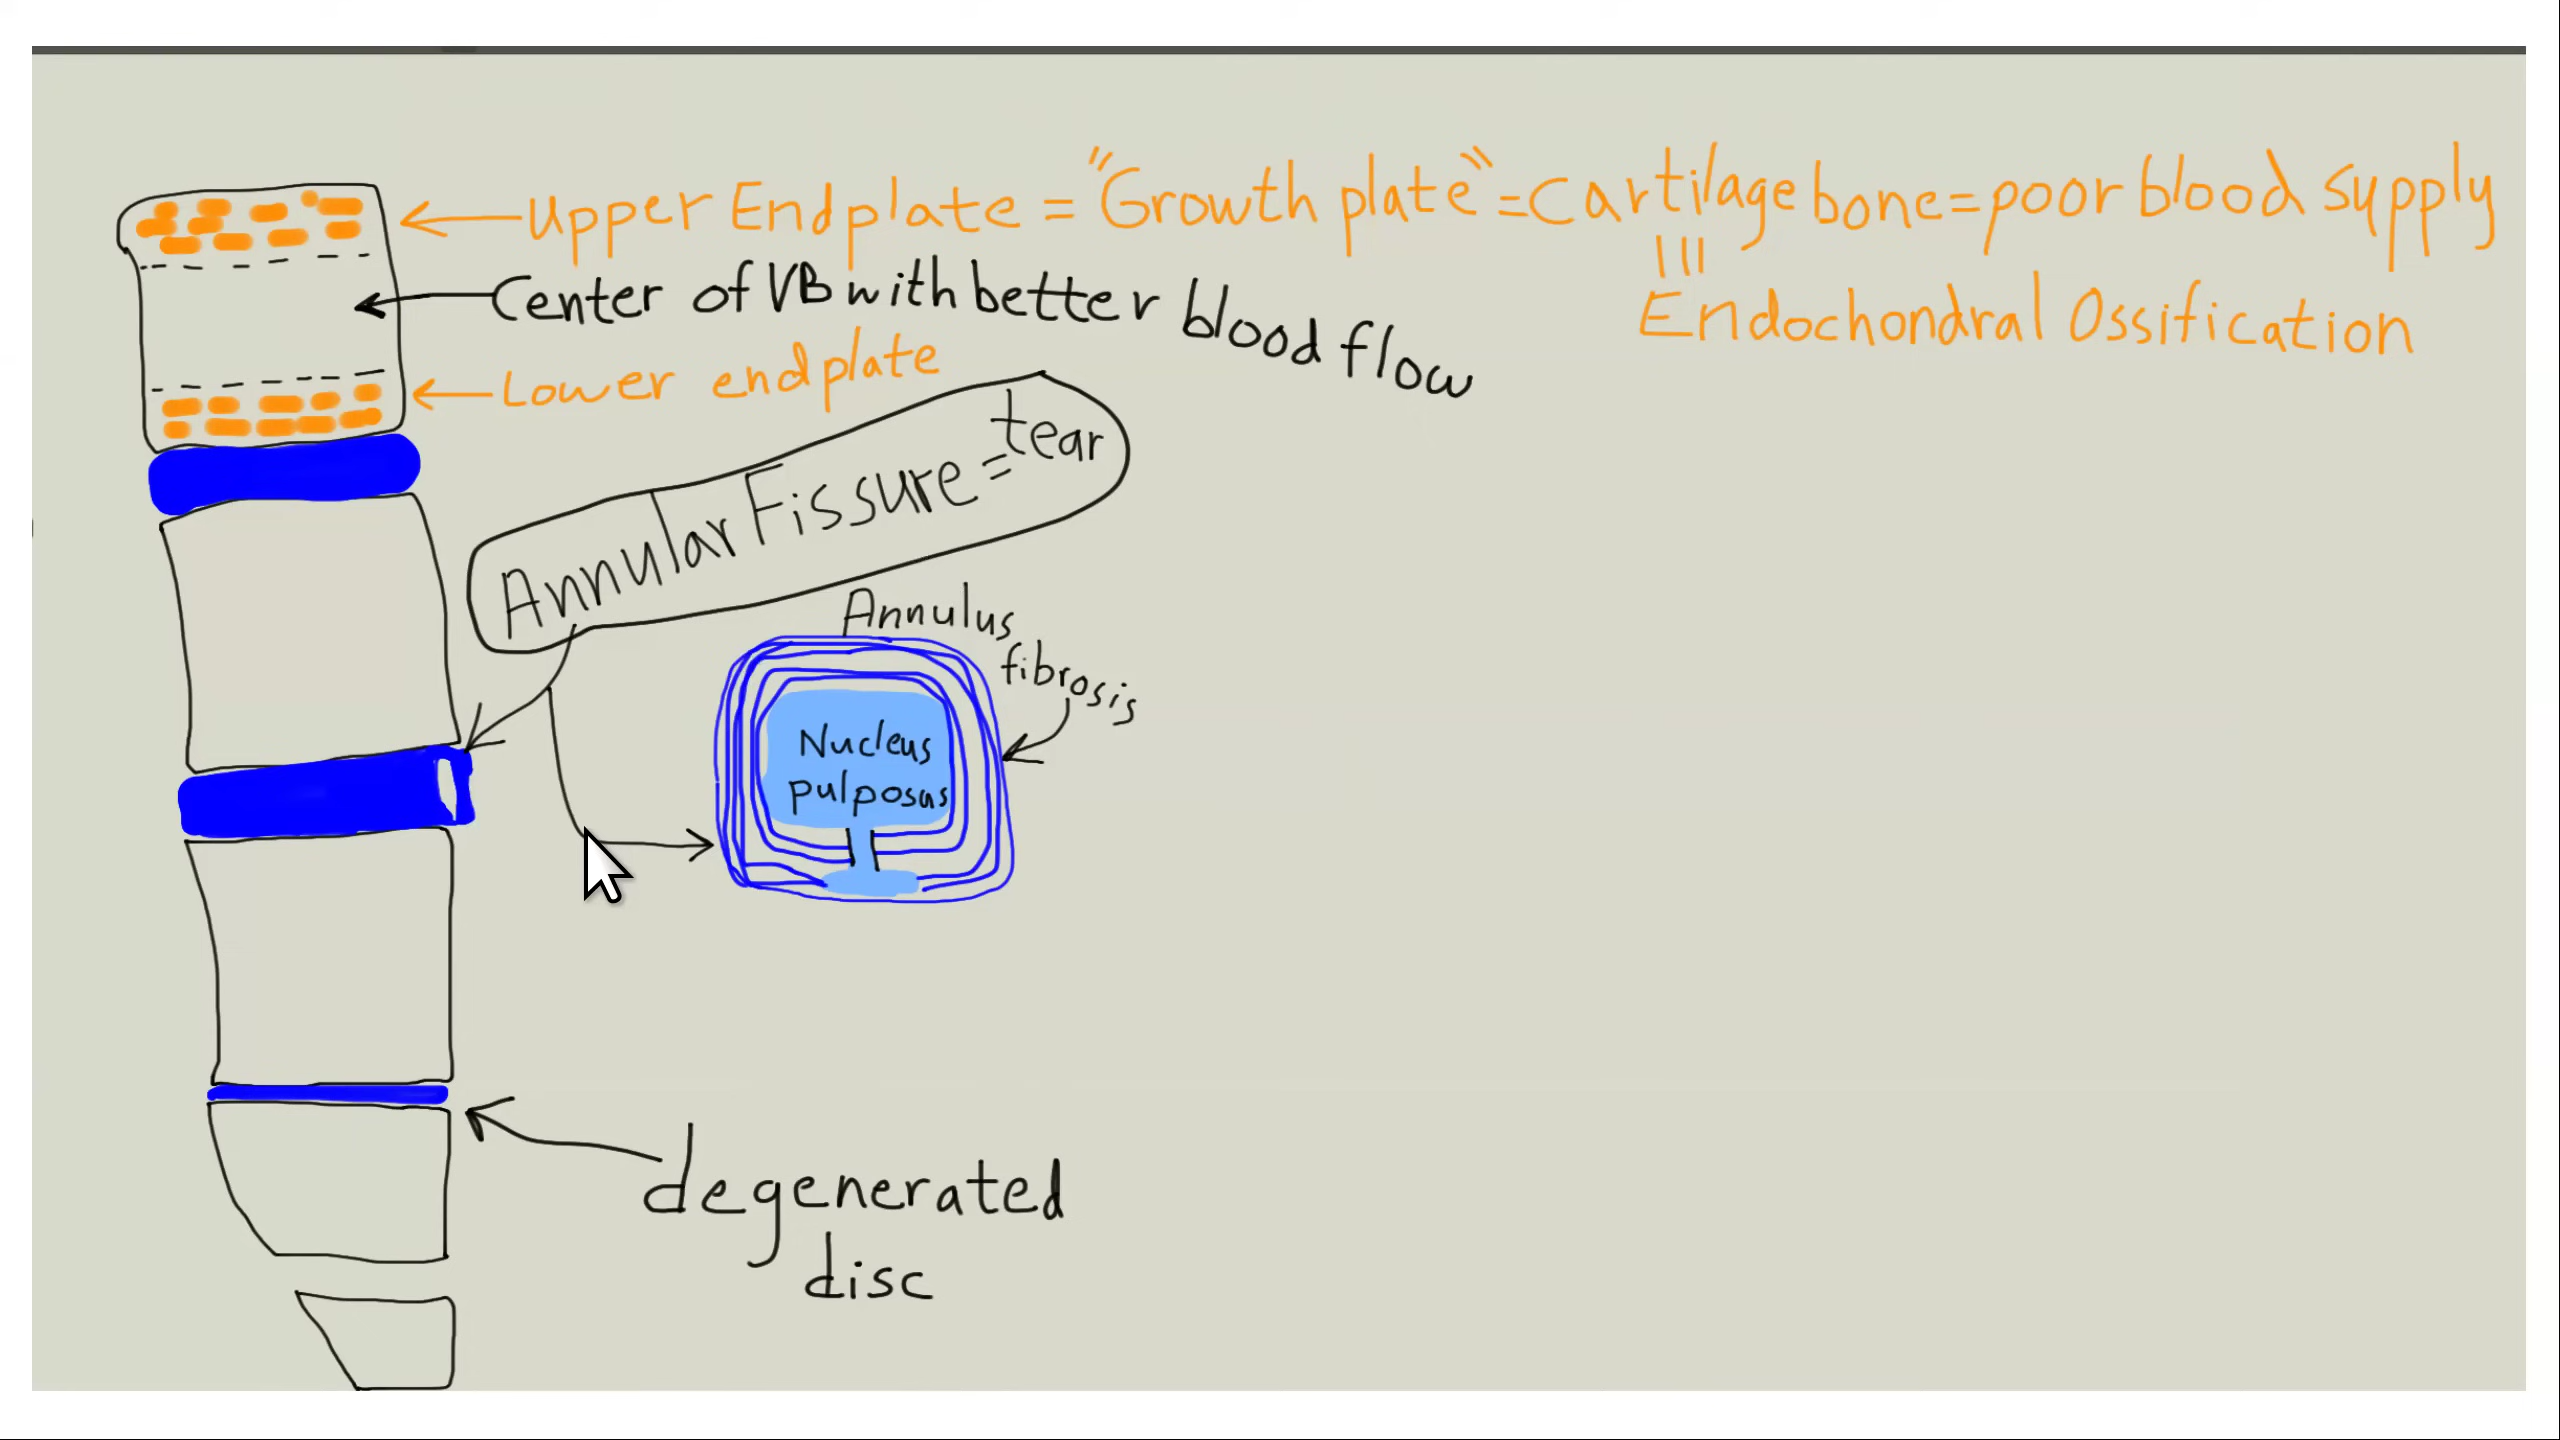 Upper Endplate = "Growth plate" = Cartilage bone = poor blood supply
|||
Endochondral Ossification
Center of VB with better blood flow
Lower endplate
Annular Fissure = tear
Annulus
fibrosis
Nucleus
pulposus
degenerated
disc